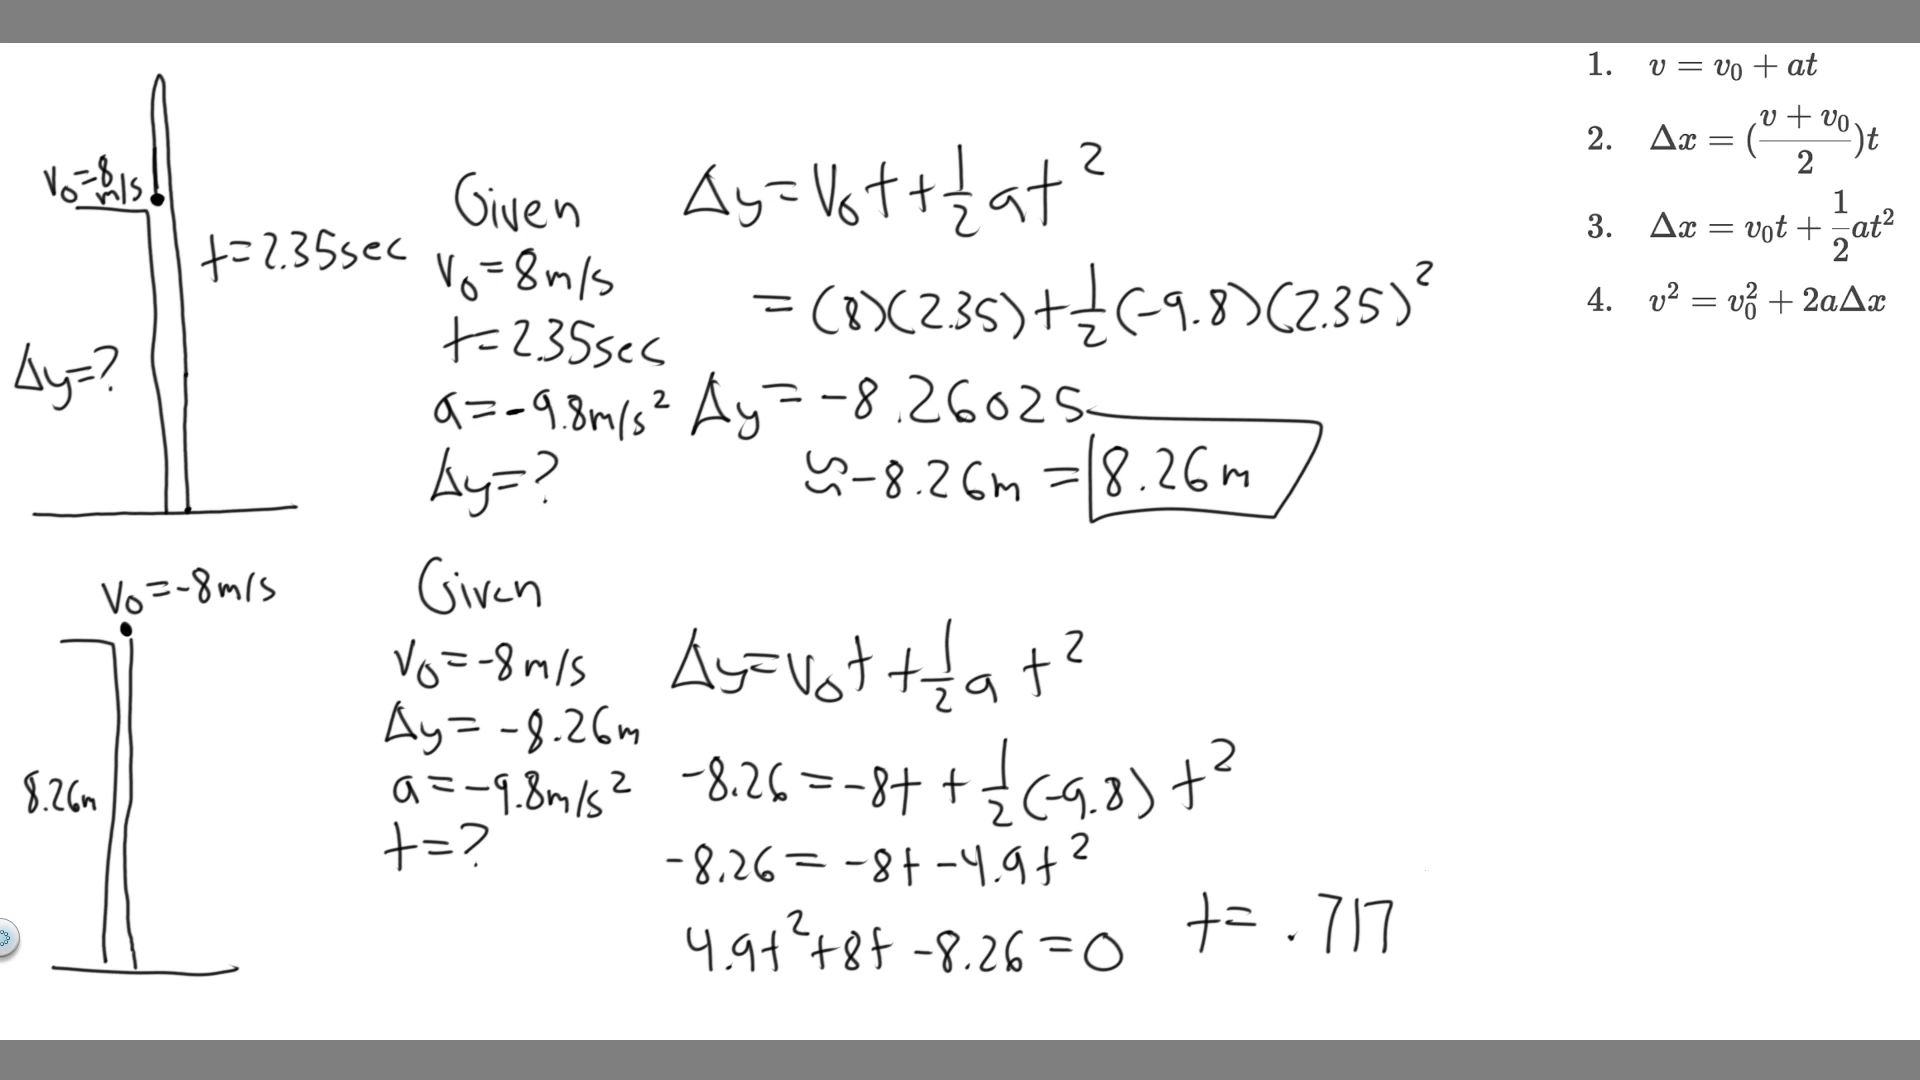 v₀=8 m/s
t=2.35sec
Δy=?
Given
v₀=8m/s
t=2.35sec
a=-9.8m/s²
Δy=?
Δy=v₀t+½at²
=(8)(2.35)+½(-9.8)(2.35)²
Δy=-8.26025
≈-8.26m=8.26m
1. v = v₀ + at
2. Δx = (\frac{v + v₀}{2})t
3. Δx = v₀t + \frac{1}{2}at²
4. v² = v₀² + 2aΔx
v₀=-8m/s
8.26m
Given
v₀=-8m/s
Δy=-8.26m
a=-9.8m/s²
t=?
Δy=v₀t+½at²
-8.26=-8t+½(-9.8)t²
-8.26=-8t-4.9t²
4.9t²+8t-8.26=0
t=.717